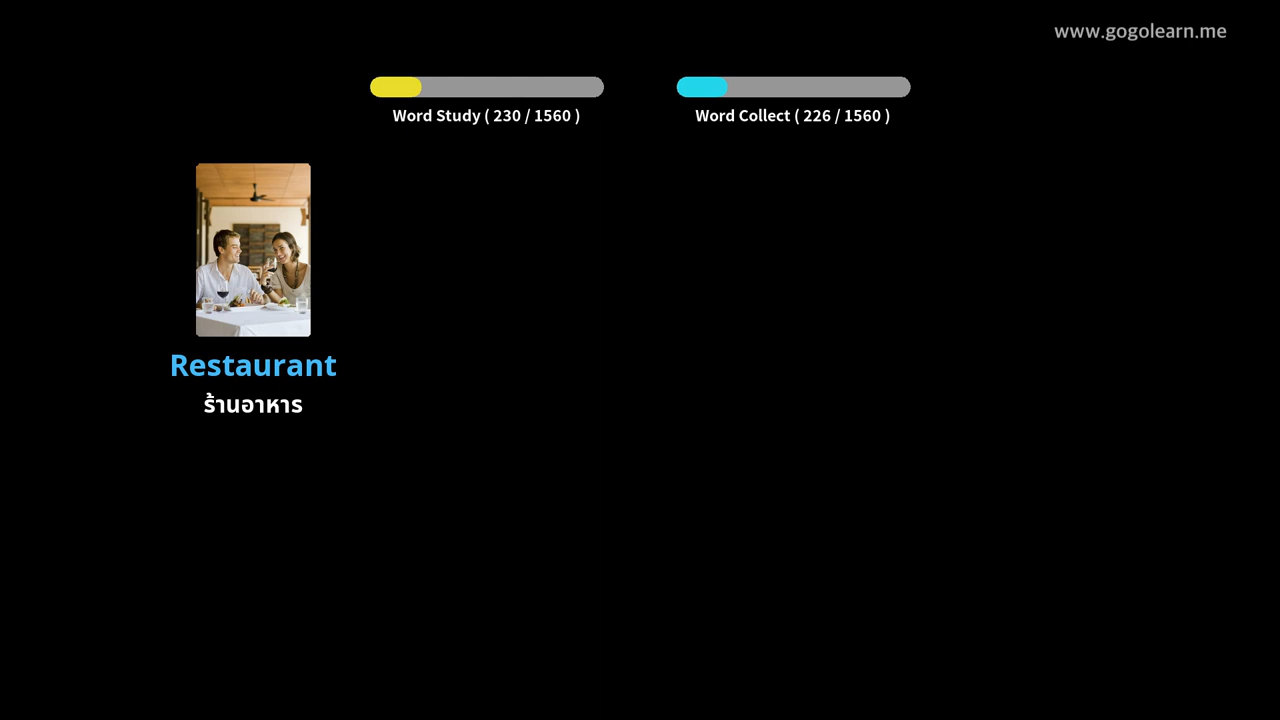 www.gogolearn.me
Word Study ( 230 / 1560 )
Word Collect ( 226 / 1560 )
Restaurant
ร้านอาหาร